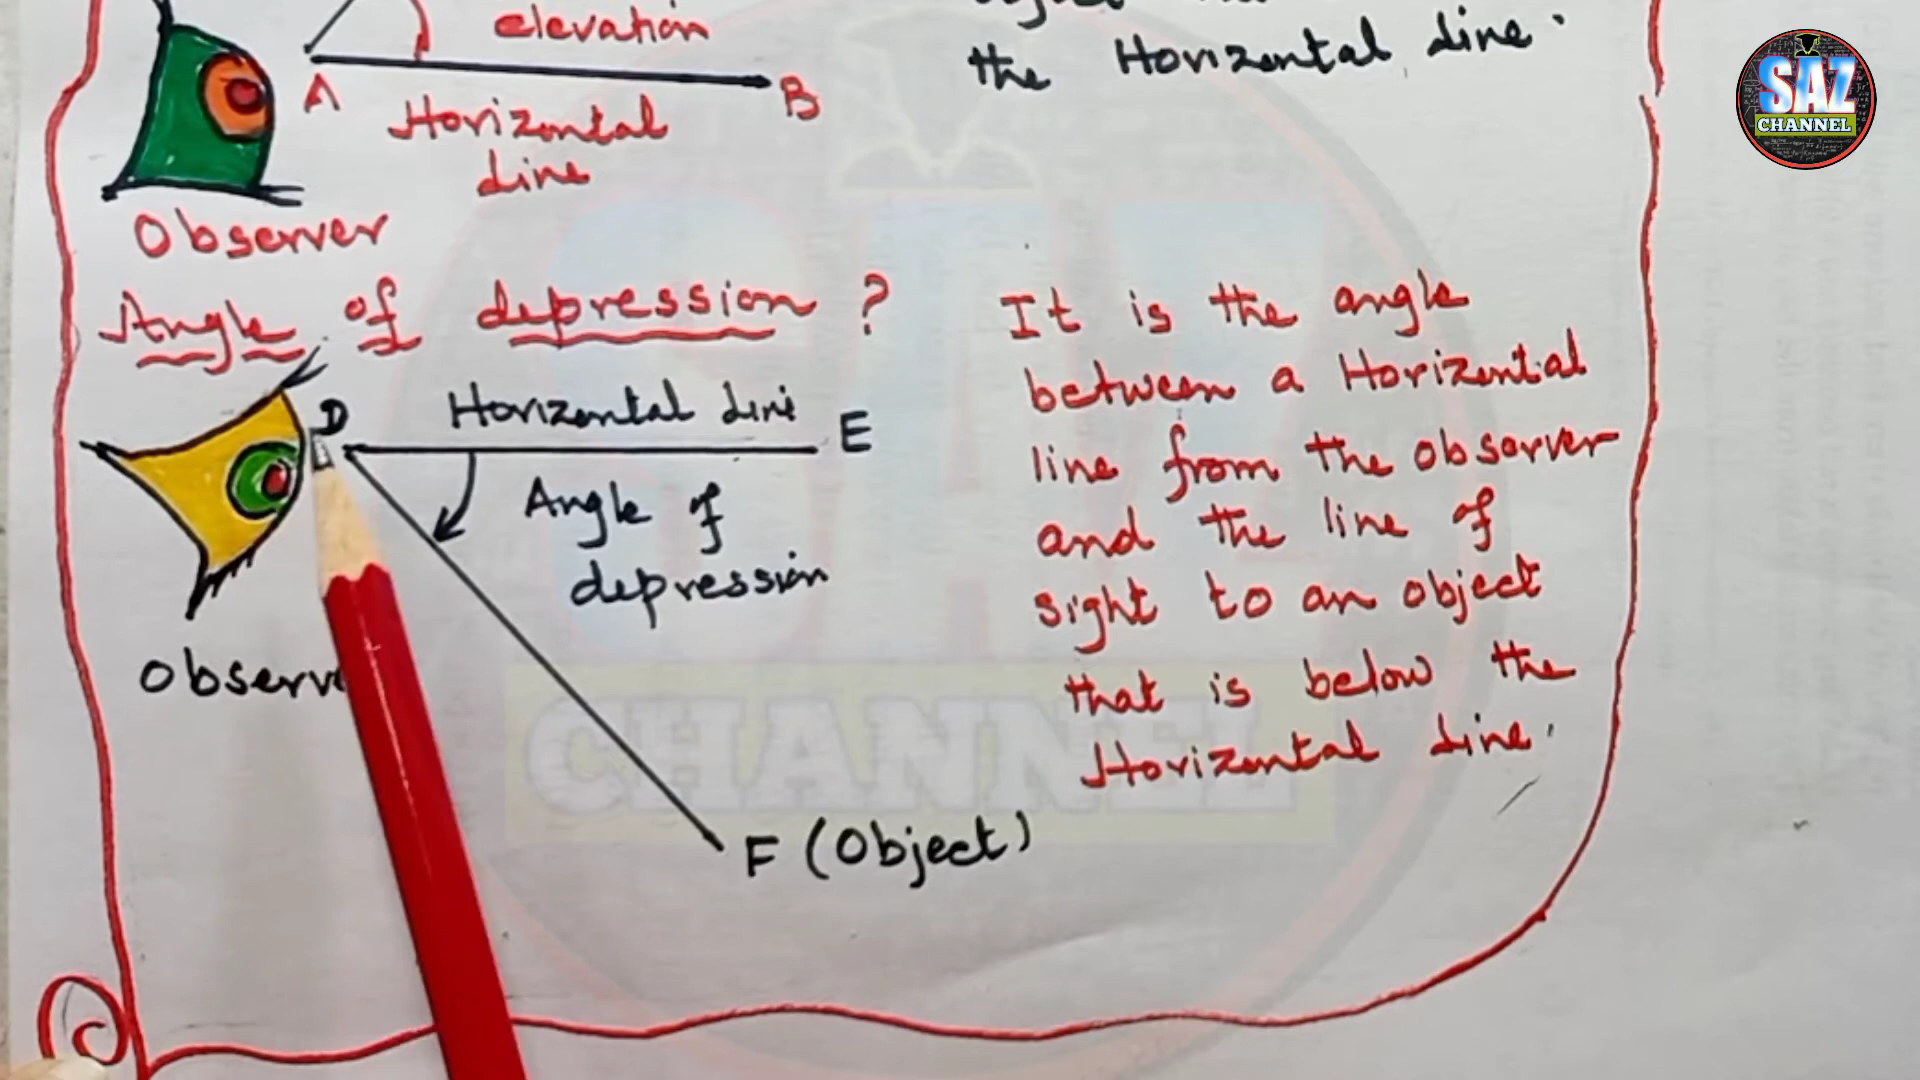 elevation
the Horizontal Line.
A
B
Horizontal
Line
Observer
Angle of depression ?
D
Horizontal Line
E
Angle of
depression
F (Object)
It is the angle
between a Horizontal
line from the observer
and the line of
sight to an object
that is below the
Horizontal Line.
SAZ
CHANNEL
SAZ
CHANNEL